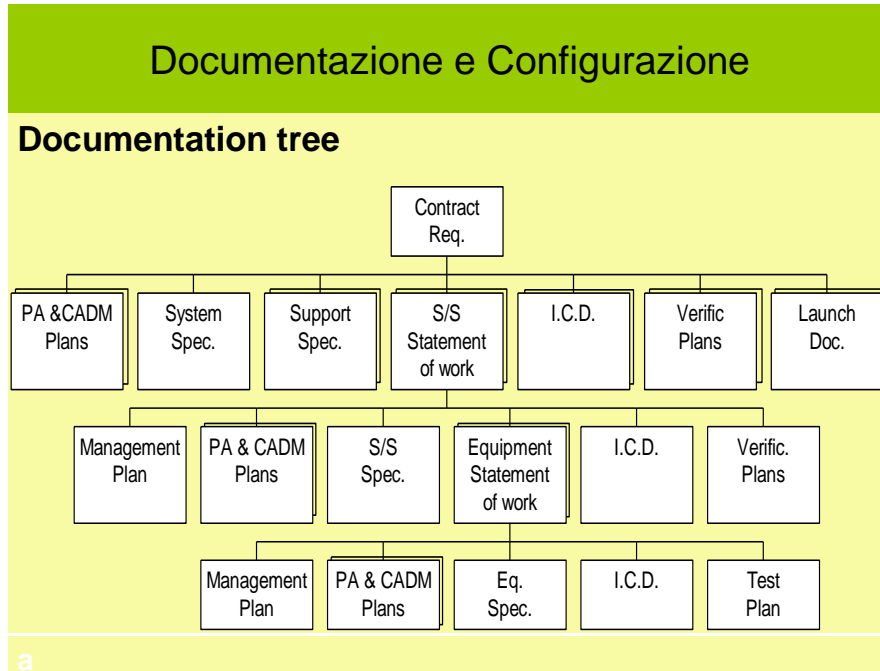 Documentazione e Configurazione
Documentation tree
Contract
Req.
PA &CADM
Plans
System
Spec.
Support
Spec.
S/S
Statement
of work
I.C.D.
Verific
Plans
Launch
Doc.
Management
Plan
PA & CADM
Plans
S/S
Spec.
Equipment
Statement
of work
I.C.D.
Verific.
Plans
Management
Plan
PA & CADM
Plans
Eq.
Spec.
I.C.D.
Test
Plan
a